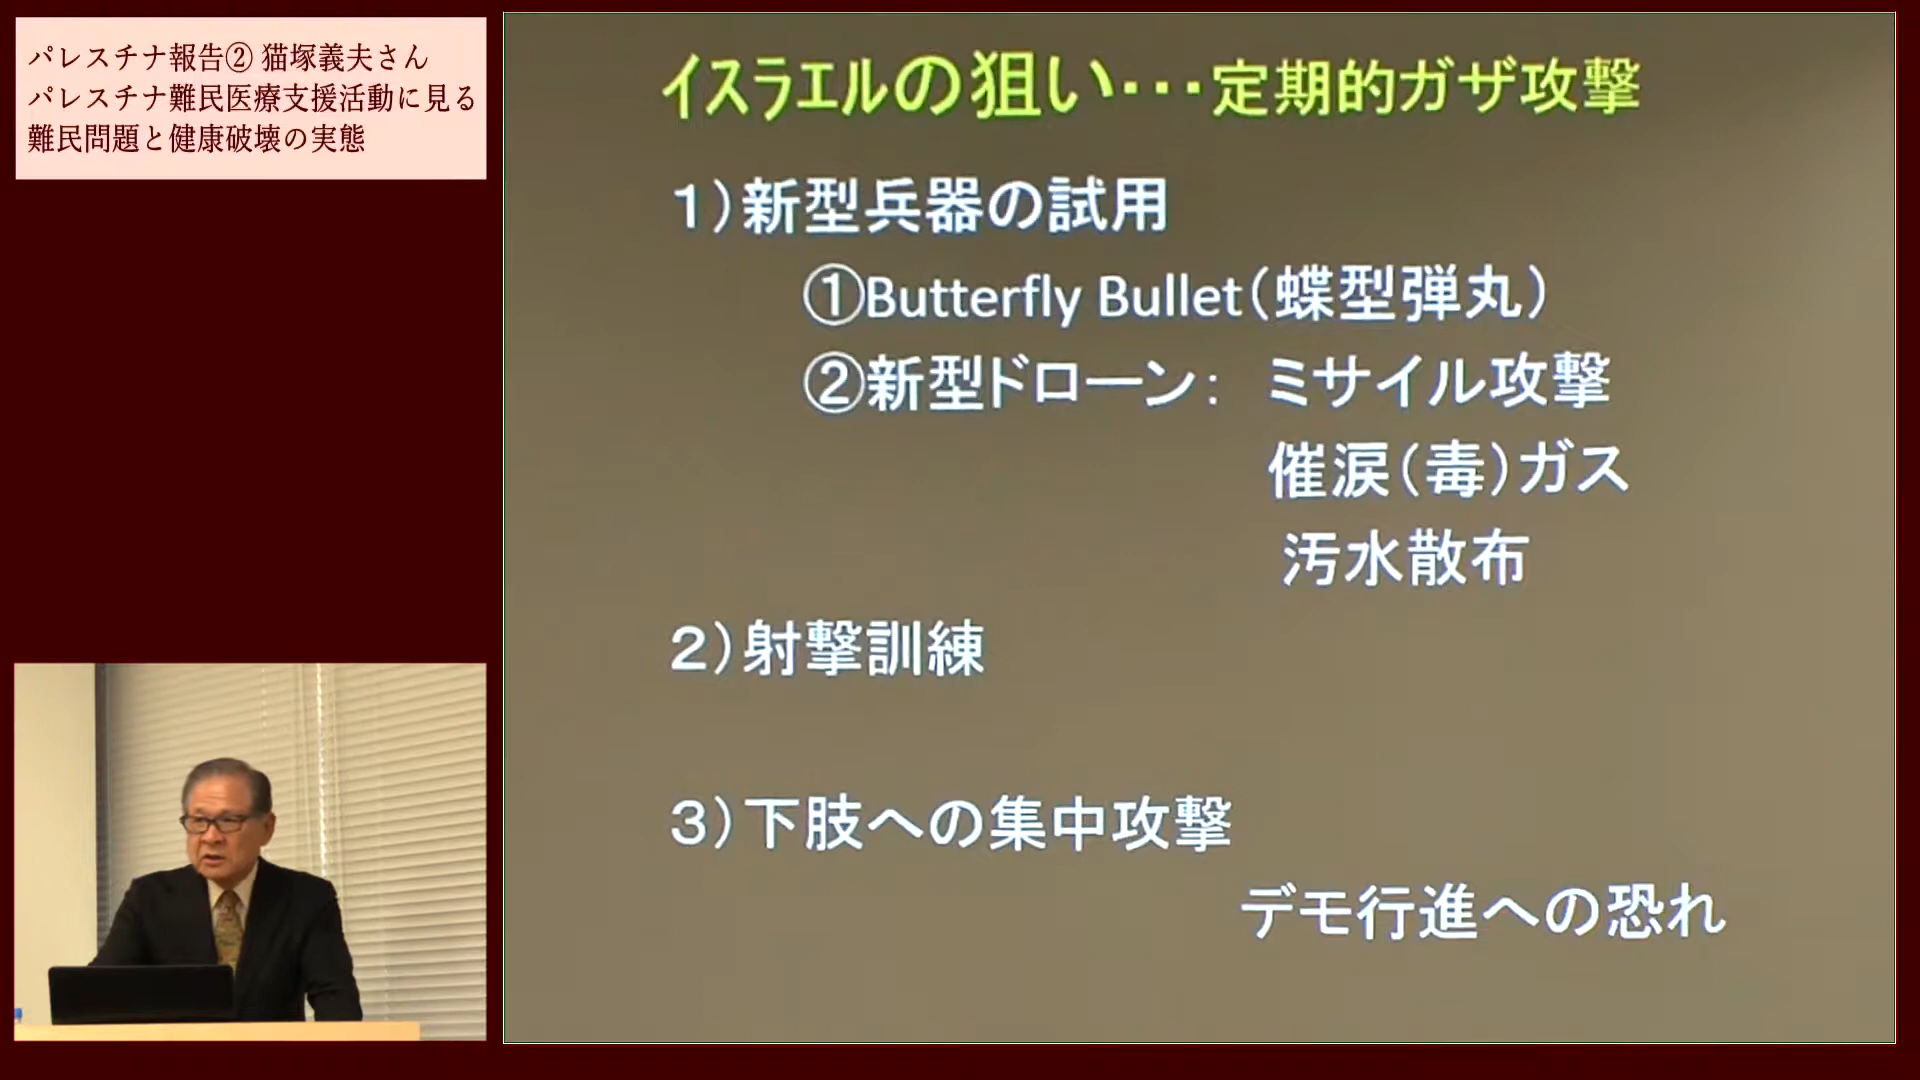 パレスチナ報告② 猫塚義夫さん
パレスチナ難民医療支援活動に見る
難民問題と健康破壊の実態
イスラエルの狙い・・・定期的ガザ攻撃
１）新型兵器の試用
①Butterfly Bullet（蝶型弾丸）
②新型ドローン：　ミサイル攻撃
催涙（毒）ガス
汚水散布
２）射撃訓練
３）下肢への集中攻撃
デモ行進への恐れ